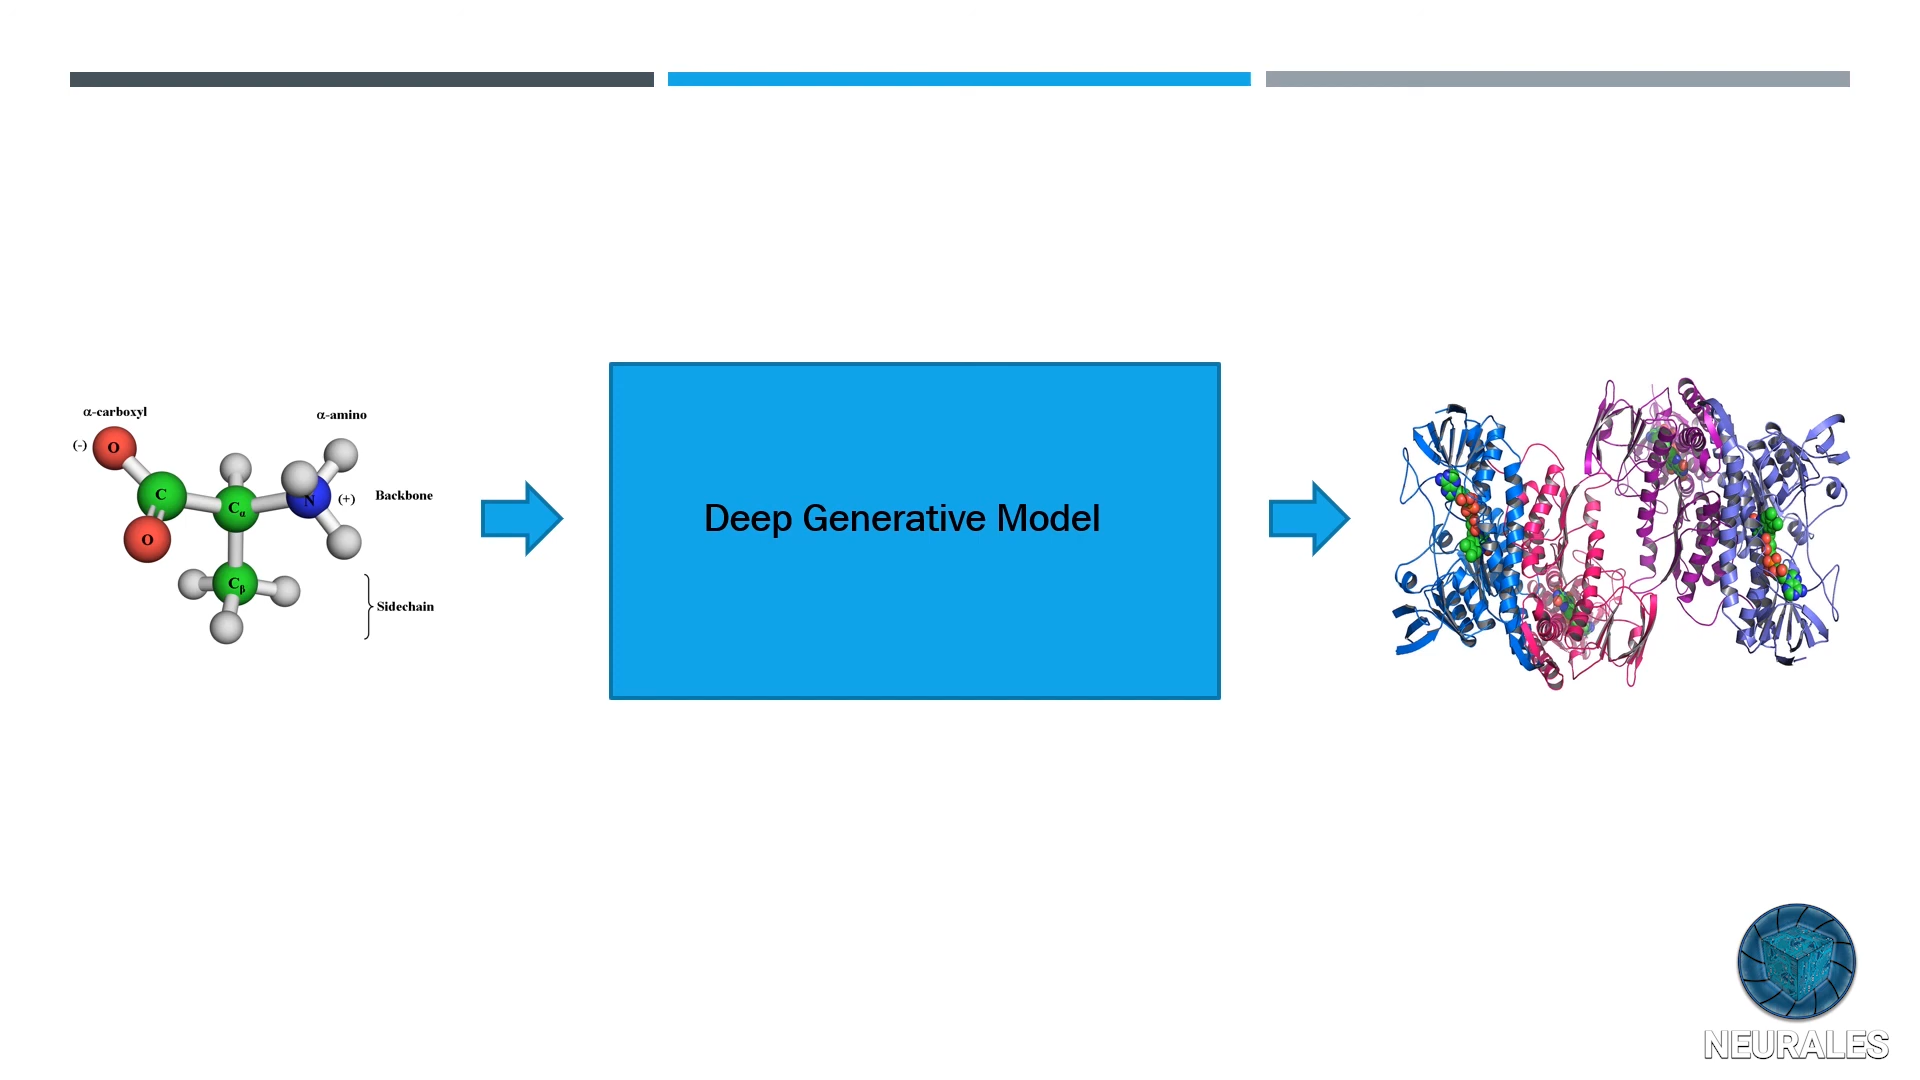 α-carboxyl
α-amino
(-)
O
C
Cα
N
(+)
Backbone
O
Cβ
Sidechain
Deep Generative Model
NEURALES